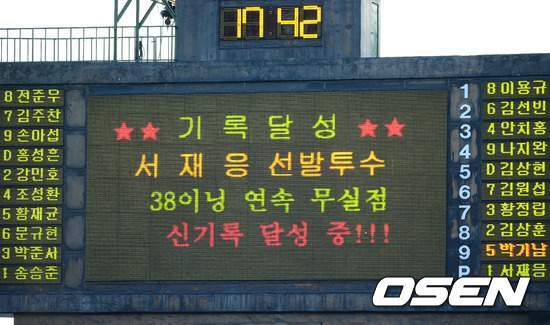 17 42
★★ 기록달성 ★★
서재응 선발투수
38이닝 연속 무실점
신기록 달성 중!!!
8 전준우
7 김주찬
9 손아섭
D 홍성흔
2 강민호
4 조성환
5 황재균
6 문규현
3 박준서
1 송승준
1 8 이용규
2 6 김선빈
3 4 안치홍
4 9 나지완
5 D 김상현
6 7 김원섭
7 3 황정립
8 2 김상훈
9 5 박기남
P 1 서재응
OSEN